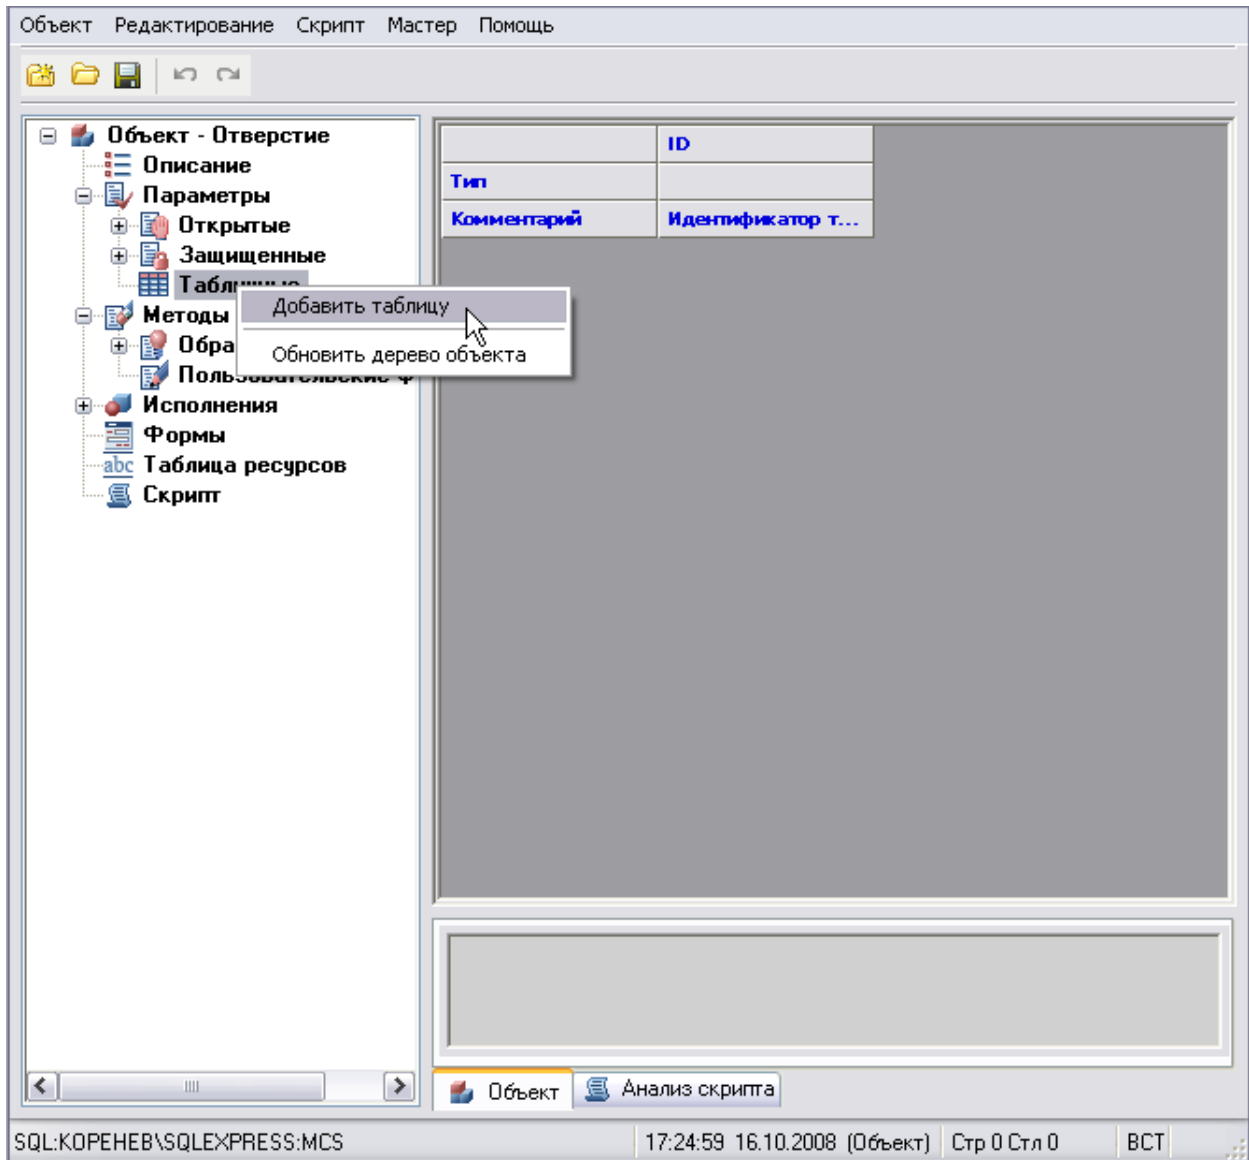 Объект Редактирование Скрипт Мастер Помощь
Объект - Отверстие
Описание
Параметры
Открытые
Защищенные
Добавить таблицу
Методы
Обновить дерево объекта
Исполнения
Формы
abc Таблица ресурсов
Скрипт
ID
Тип
Комментарий Идентификатор т...
Объект Анализ скрипта
SQL:КОРЕНЕВ\SQLEXPRESS:MCS 17:24:59 16.10.2008 (Объект) Стр 0 Стл 0 ВСТ